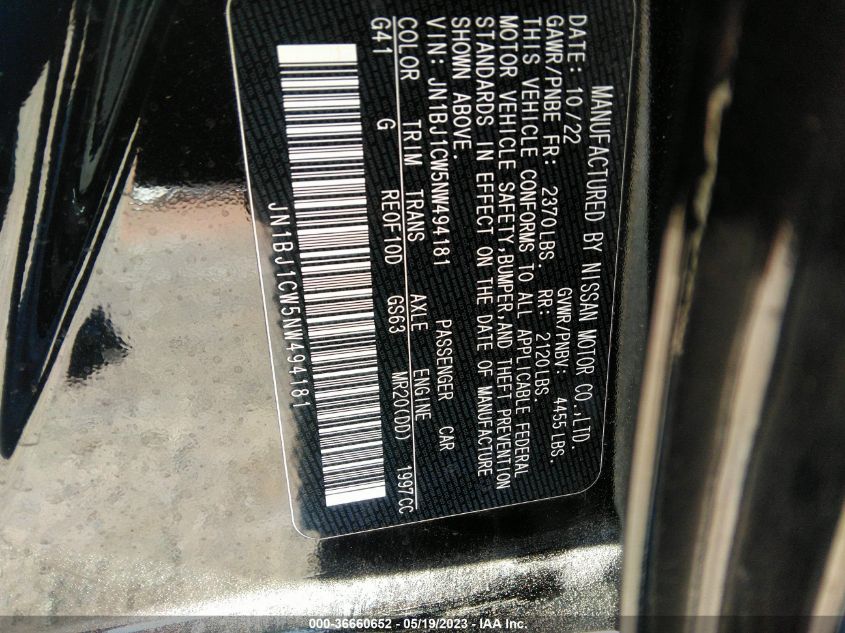 MANUFACTURED BY NISSAN MOTOR CO.,LTD.
DATE: 10/22 GVWR/PNBV: 4455 LBS.
GAWR/PNBE FR: 2370LBS. RR: 2120LBS
THIS VEHICLE CONFORMS TO ALL APPLICABLE FEDERAL
MOTOR VEHICLE SAFETY,BUMPER,AND THEFT PREVENTION
STANDARDS IN EFFECT ON THE DATE OF MANUFACTURE
SHOWN ABOVE.
VIN: JN1BJ1CW5NW494181 PASSENGER CAR
COLOR TRIM TRANS AXLE ENGINE
G41 G REOF10D GS63 MR20(DD) 1997CC
JN1BJ1CW5NW494181
000-36660652 - 05/19/2023 - IAA Inc.